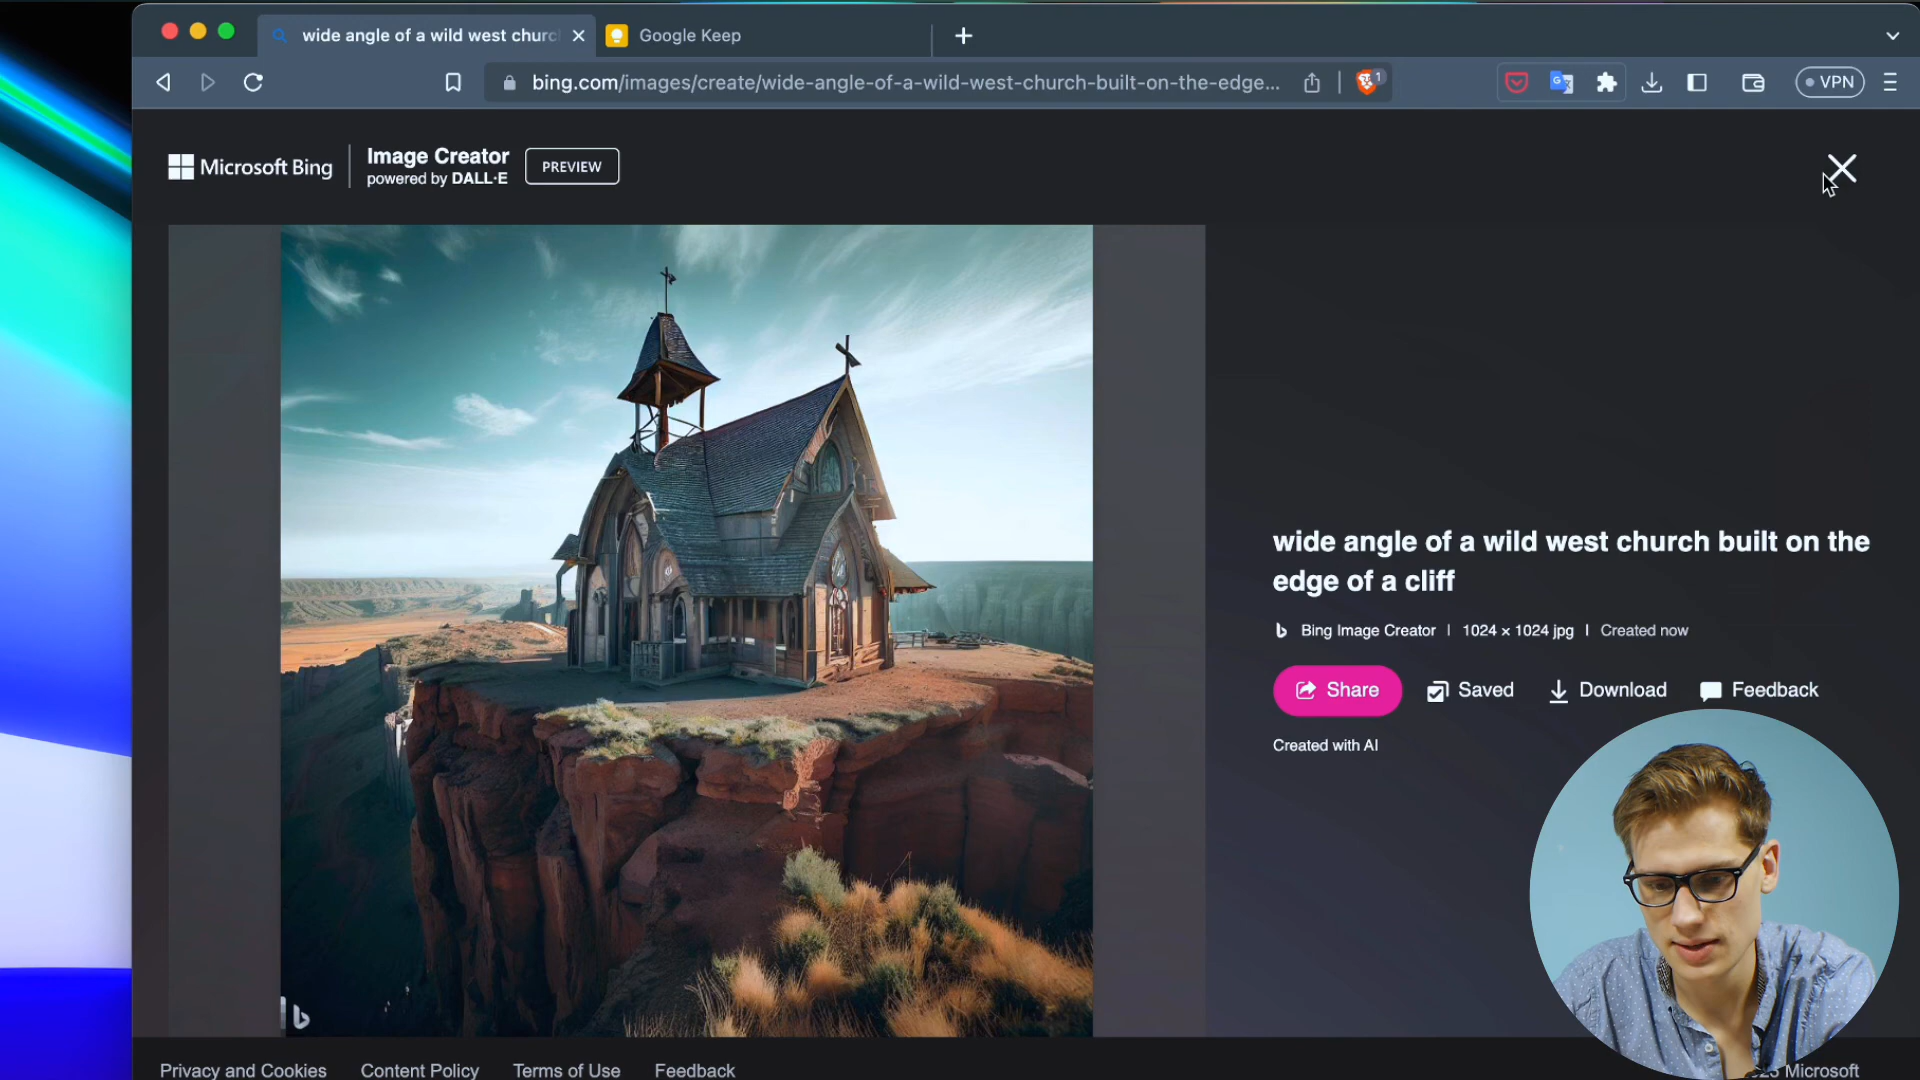 wide angle of a wild west churc
Google Keep
bing.com/images/create/wide-angle-of-a-wild-west-church-built-on-the-edge...
1
VPN
Microsoft Bing
Image Creator
powered by DALL·E
PREVIEW
wide angle of a wild west church built on the
edge of a cliff
Bing Image Creator | 1024 × 1024 jpg | Created now
Share
Saved
Download
Feedback
Created with AI
Privacy and Cookies
Content Policy
Terms of Use
Feedback
Microsoft